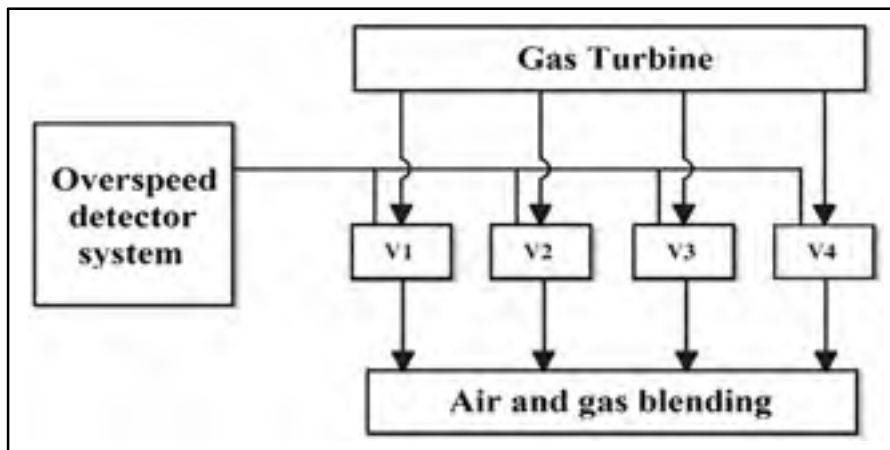 Gas Turbine
Overspeed
detector
system
V1
V2
V3
V4
Air and gas blending